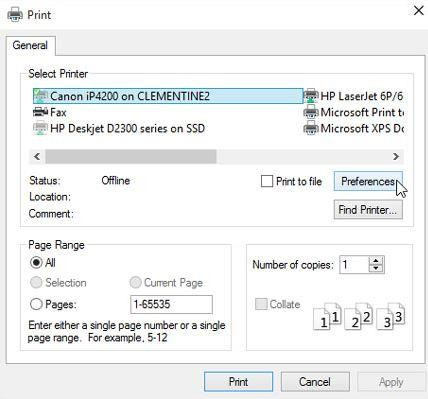 Print
General
Select Printer
Canon iP4200 on CLEMENTINE2
HP LaserJet 6P/6
Fax
Microsoft Print to
HP Deskjet D2300 series on SSD
Microsoft XPS Do
Status: Offline
Print to file
Preferences
Location:
Comment:
Find Printer...
Page Range
All
Number of copies: 1
Selection
Current Page
Pages: 1-65535
Collate
1 1 2 2 3 3
Enter either a single page number or a single
page range. For example, 5-12
Print
Cancel
Apply